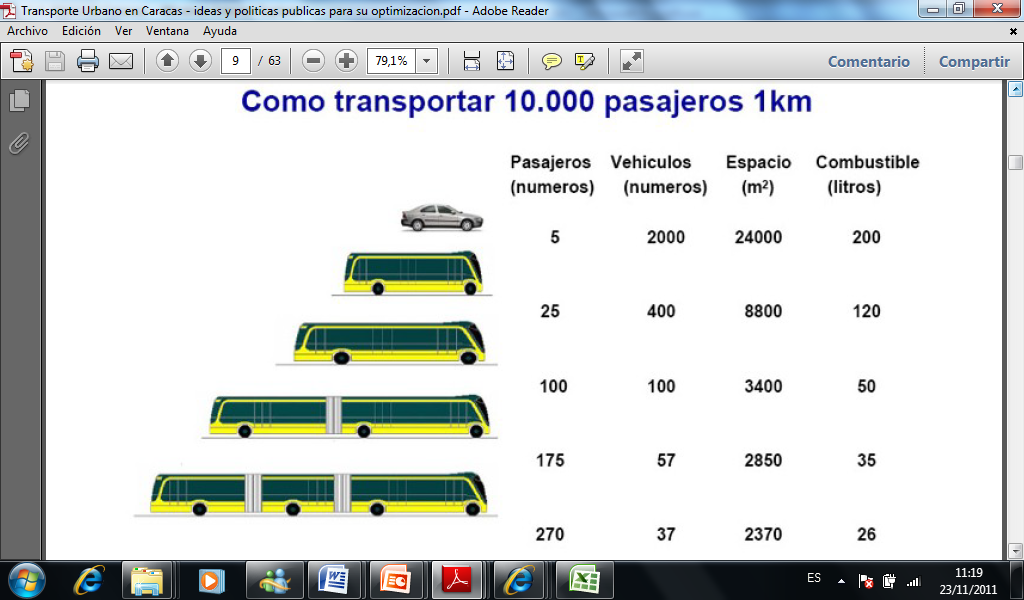 Transporte Urbano en Caracas - ideas y politicas publicas para su optimizacion.pdf - Adobe Reader
Archivo Edición Ver Ventana Ayuda
9 / 63 79,1% Comentario Compartir
Como transportar 10.000 pasajeros 1km
Pasajeros Vehiculos Espacio Combustible
(numeros) (numeros) (m²) (litros)
5 2000 24000 200
25 400 8800 120
100 100 3400 50
175 57 2850 35
270 37 2370 26
ES 11:19
23/11/2011